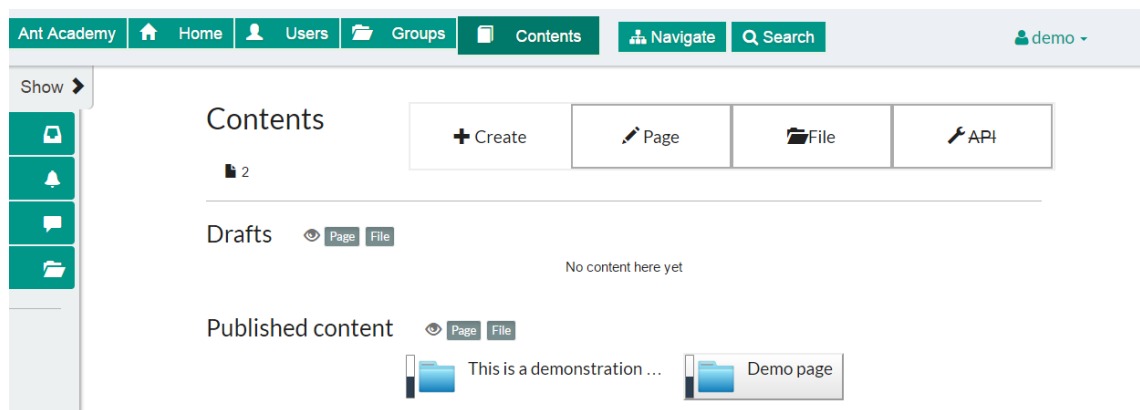 Ant Academy Home Users Groups Contents Navigate Search demo
Show
Contents
Create Page File API
2
Drafts Page File
No content here yet
Published content Page File
This is a demonstration … Demo page